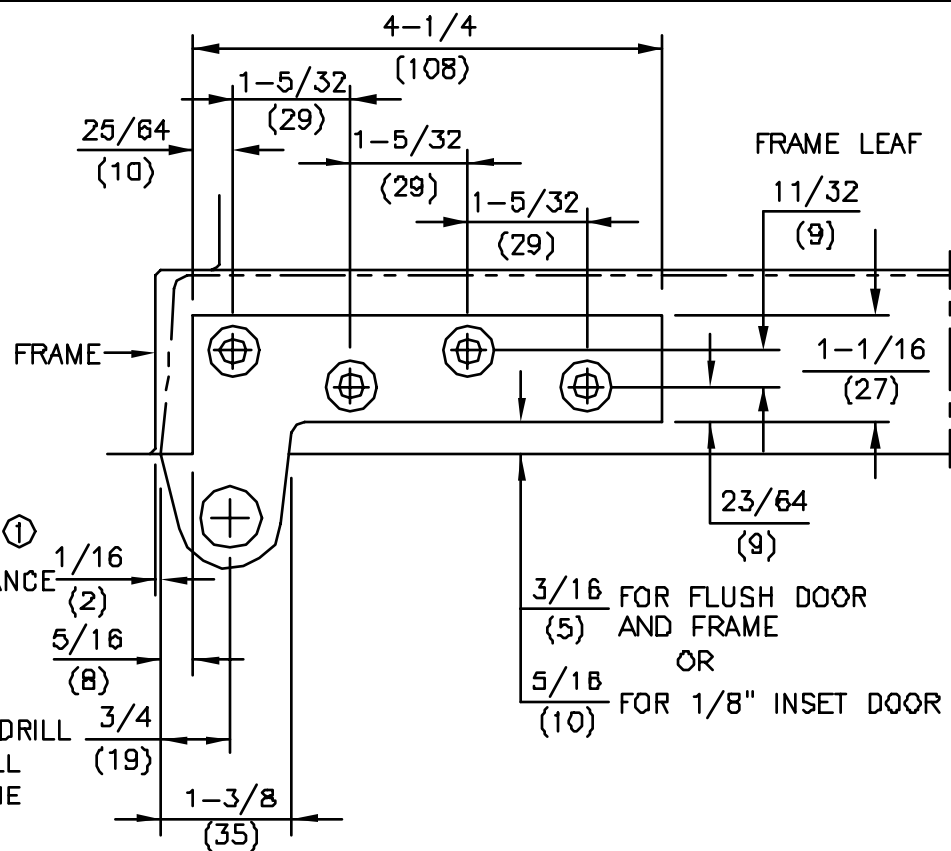 4-1/4
(108)
1-5/32
(29)
25/64
(10)
1-5/32
(29)
FRAME LEAF
1-5/32
(29)
11/32
(9)
FRAME
1-1/16
(27)
1
1/16
ANCE
(2)
23/64
(9)
3/16 FOR FLUSH DOOR
(5) AND FRAME
OR
5/16
(10) FOR 1/8" INSET DOOR
5/16
(8)
DRILL 3/4
(19)
LL
IE
1-3/8
(35)